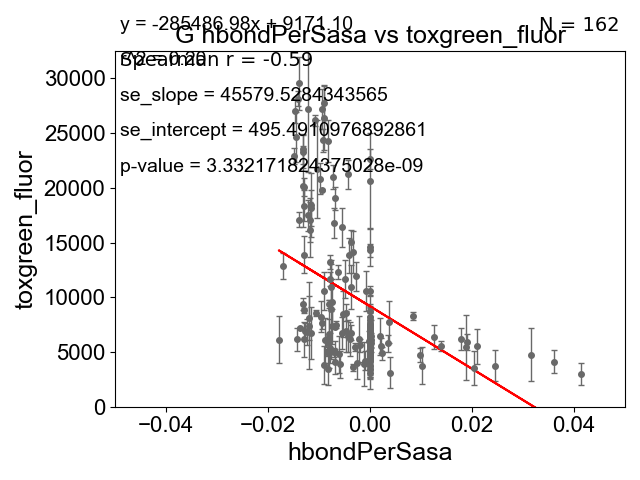 y = -285486.98x + 9171.10
N = 162
G hbondPerSasa vs toxgreen_fluor
Spearman r = -0.59
se_slope = 45579.5284343565
se_intercept = 495.4910976892861
p-value = 3.332171824375028e-09
30000
25000
20000
15000
10000
5000
0
toxgreen_fluor
−0.04
−0.02
0.00
0.02
0.04
hbondPerSasa